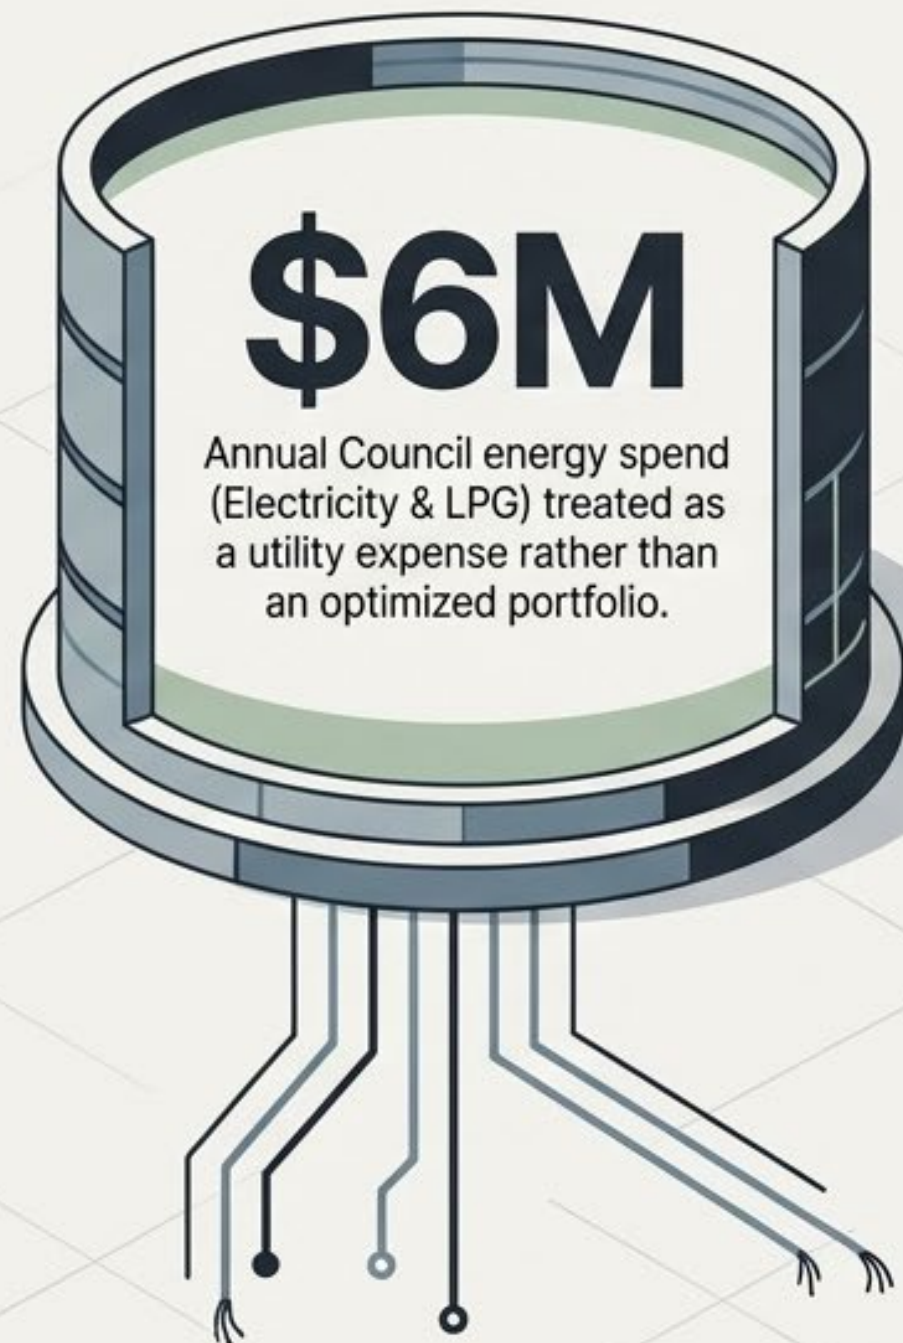 $6M
Annual Council energy spend
(Electricity & LPG) treated as
a utility expense rather than
an optimized portfolio.